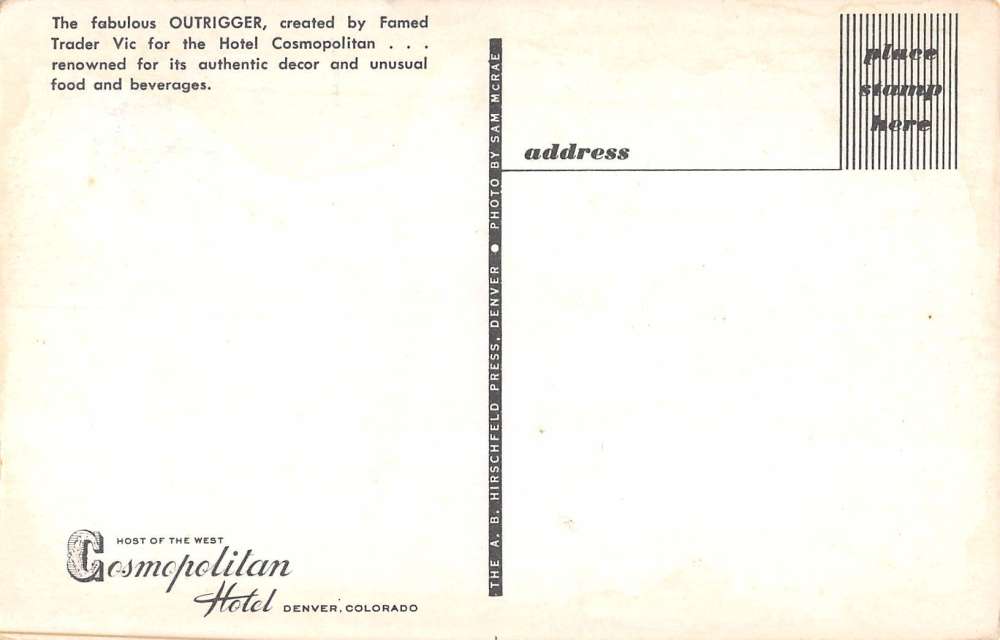 The fabulous OUTRIGGER, created by Famed
Trader Vic for the Hotel Cosmopolitan . . .
renowned for its authentic decor and unusual
food and beverages.
place
stamp
here
address
THE A. B. HIRSCHFELD PRESS, DENVER • PHOTO BY SAM MCRAE
HOST OF THE WEST
Cosmopolitan
Hotel DENVER, COLORADO